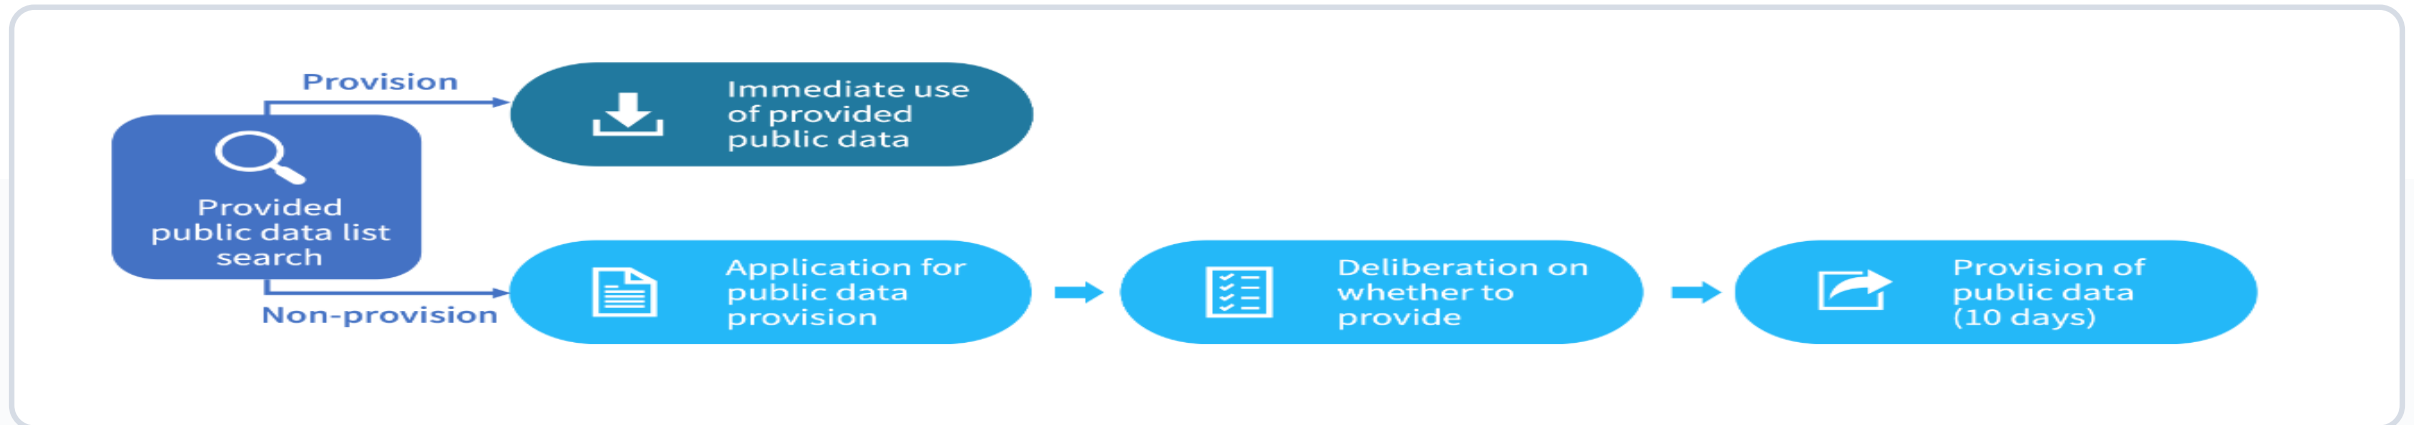 Provision
Immediate use
of provided
public data
Provided
public data list
search
Non-provision
Application for
public data
provision
Deliberation on
whether to
provide
Provision of
public data
(10 days)